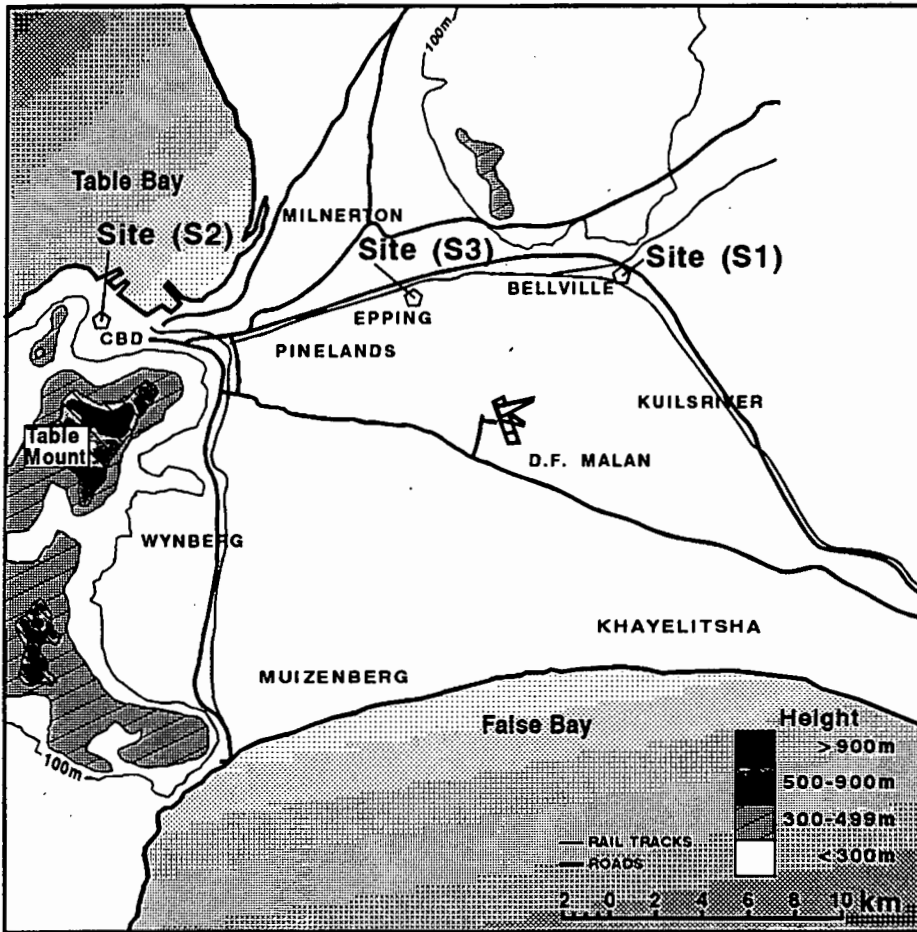 100m
Table Bay
MILNERTON
Site (S2)
Site (S3)
Site (S1)
BELLVILLE
EPPING
CBD
PINELANDS
KUILSRIVER
Table
Mount
D.F. MALAN
WYNBERG
KHAYELITSHA
MUIZENBERG
False Bay
Height
>900m
500-900m
300-499m
<300m
100m
RAIL TRACKS
ROADS
2 0 2 4 6 8 10 km